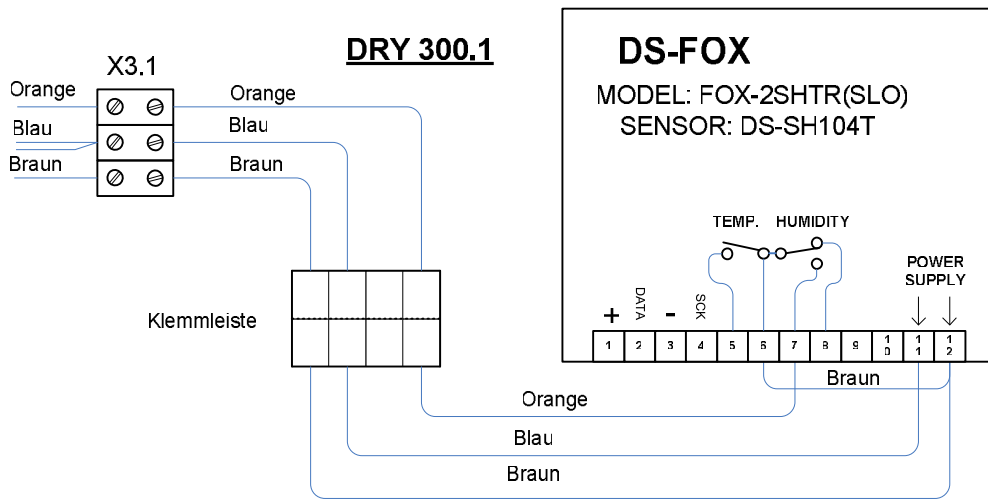 DRY 300.1
X3.1
Orange
Blau
Braun
Orange
Blau
Braun
Klemmleiste
DS-FOX
MODEL: FOX-2SHTR(SLO)
SENSOR: DS-SH104T
TEMP. HUMIDITY
POWER
SUPPLY
+ DATA - SCK
1 2 3 4 5 6 7 8 9 10 11 12
Braun
Orange
Blau
Braun